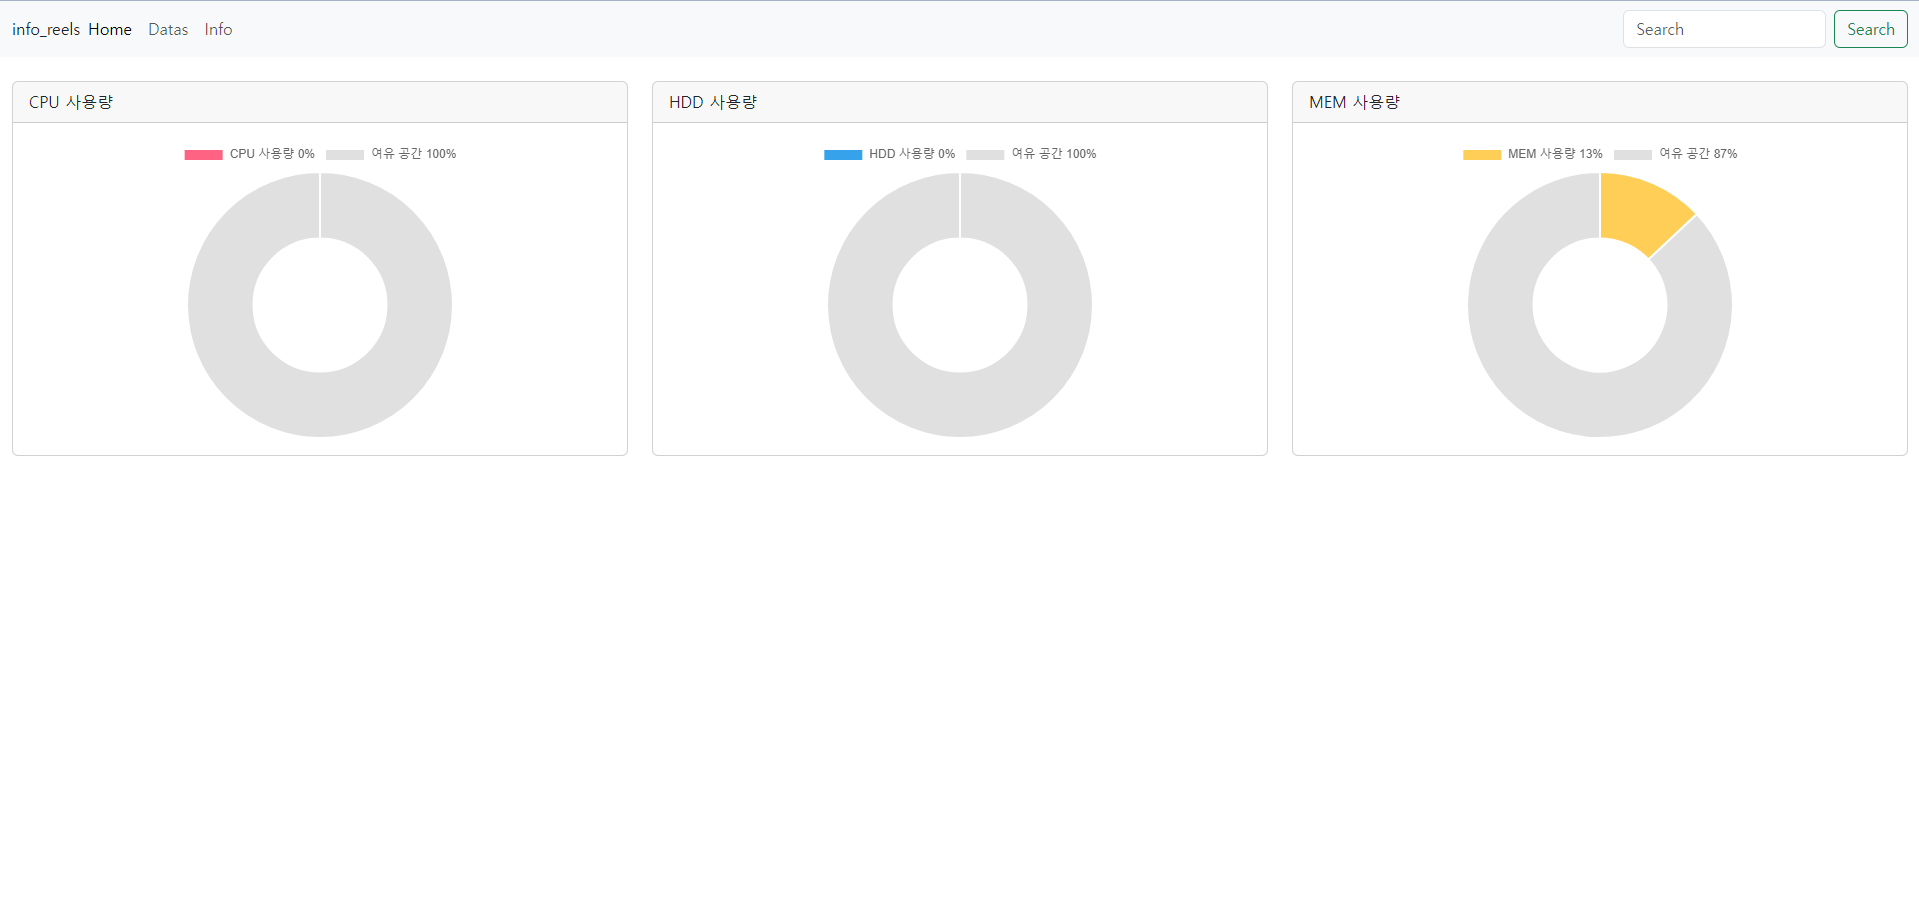 info_reels Home Datas Info Search Search
CPU 사용량
CPU 사용량 0% 여유 공간 100%
HDD 사용량
HDD 사용량 0% 여유 공간 100%
MEM 사용량
MEM 사용량 13% 여유 공간 87%